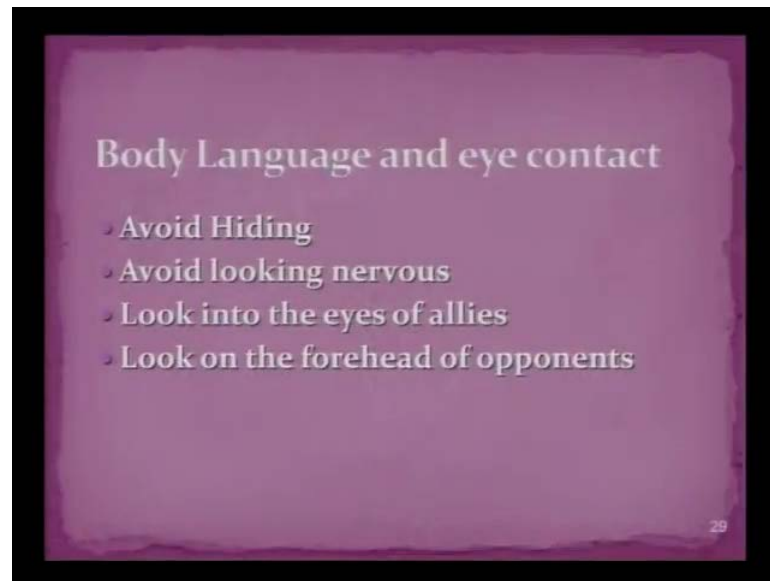 Body Language and eye contact
Avoid Hiding
Avoid looking nervous
Look into the eyes of allies
Look on the forehead of opponents
29